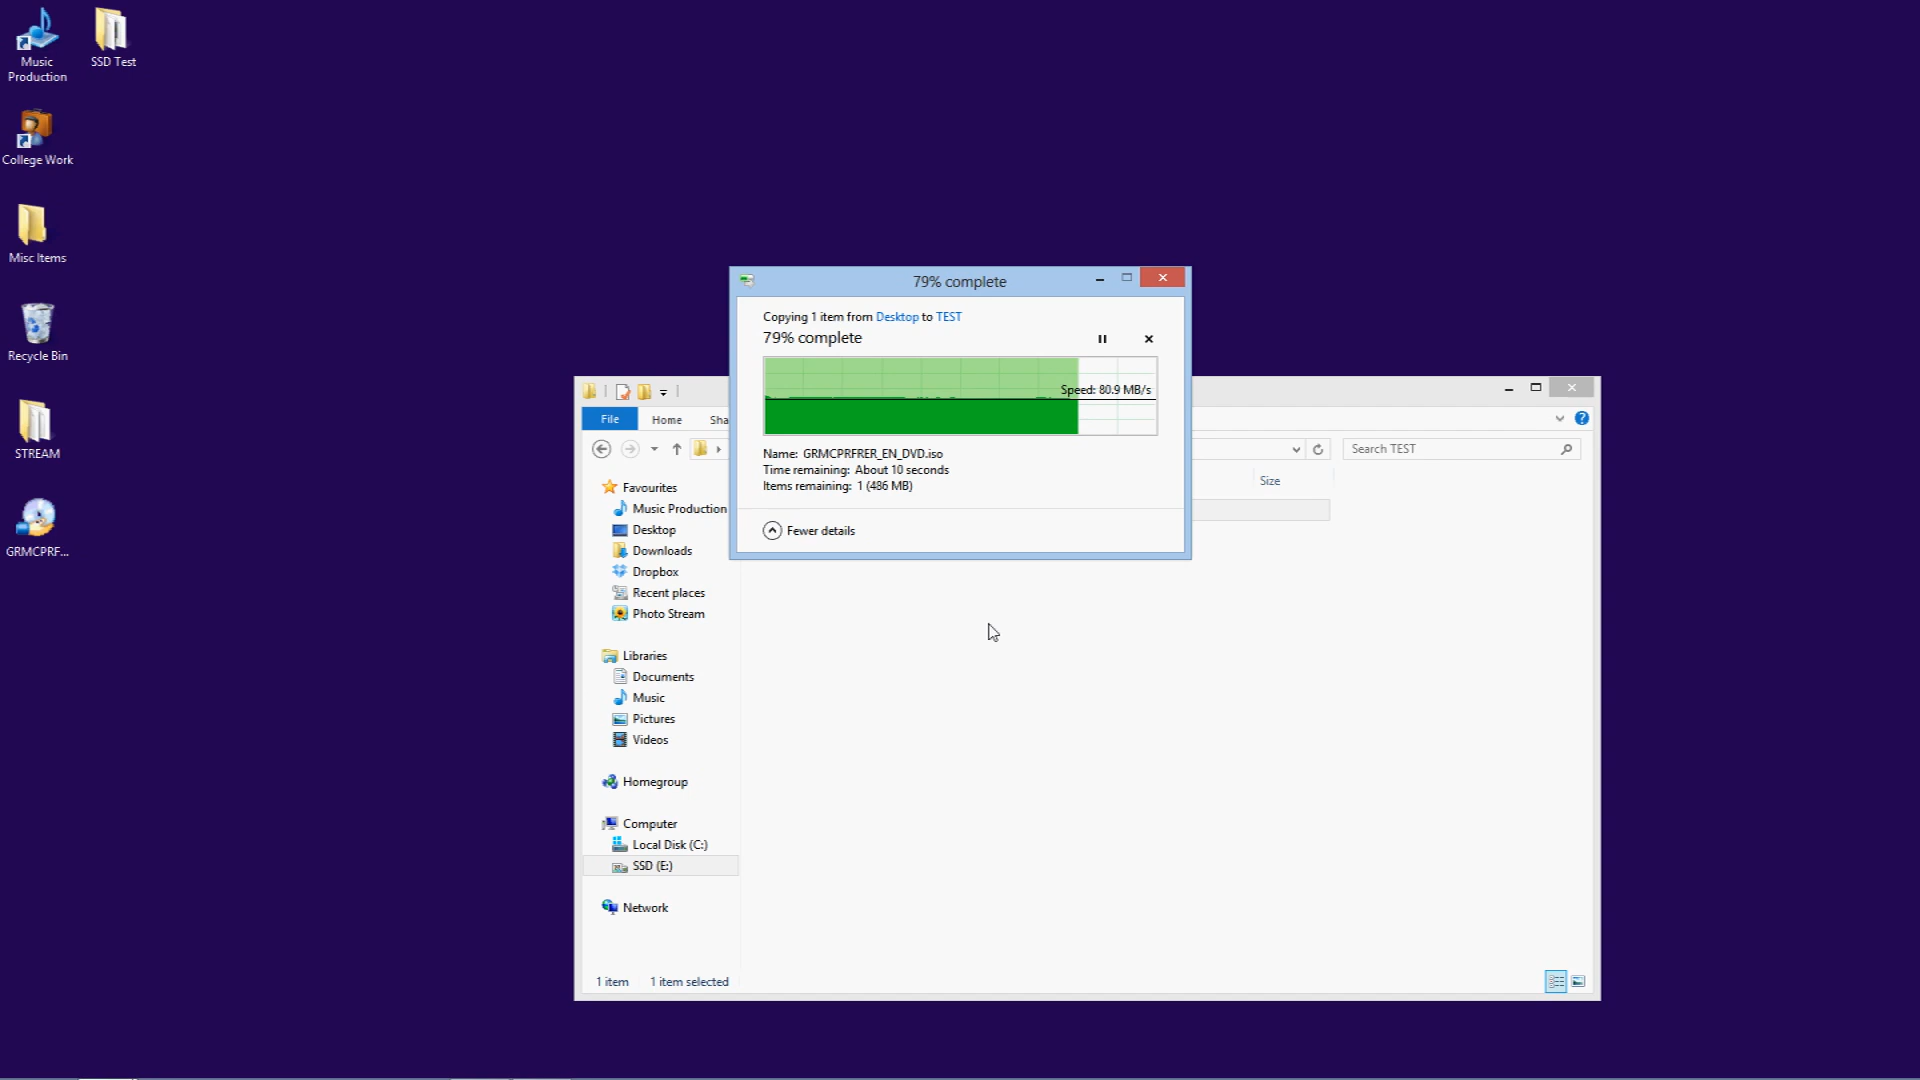 Music
Production
SSD Test
College Work
Misc Items
Recycle Bin
STREAM
GRMCPRF...
79% complete
Copying 1 item from Desktop to TEST
79% complete
Speed: 80.9 MB/s
Name: GRMCPRFRER_EN_DVD.iso
Time remaining: About 10 seconds
Items remaining: 1 (486 MB)
Fewer details
File
Home
Sha
Search TEST
Size
Favourites
Music Production
Desktop
Downloads
Dropbox
Recent places
Photo Stream
Libraries
Documents
Music
Pictures
Videos
Homegroup
Computer
Local Disk (C:)
SSD (E:)
Network
1 item
1 item selected